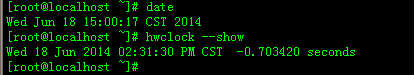 [root@localhost ~]# date
Wed Jun 18 15:00:17 CST 2014
[root@localhost ~]# hwclock --show
Wed 18 Jun 2014 02:31:30 PM CST  -0.703420 seconds
[root@localhost ~]#